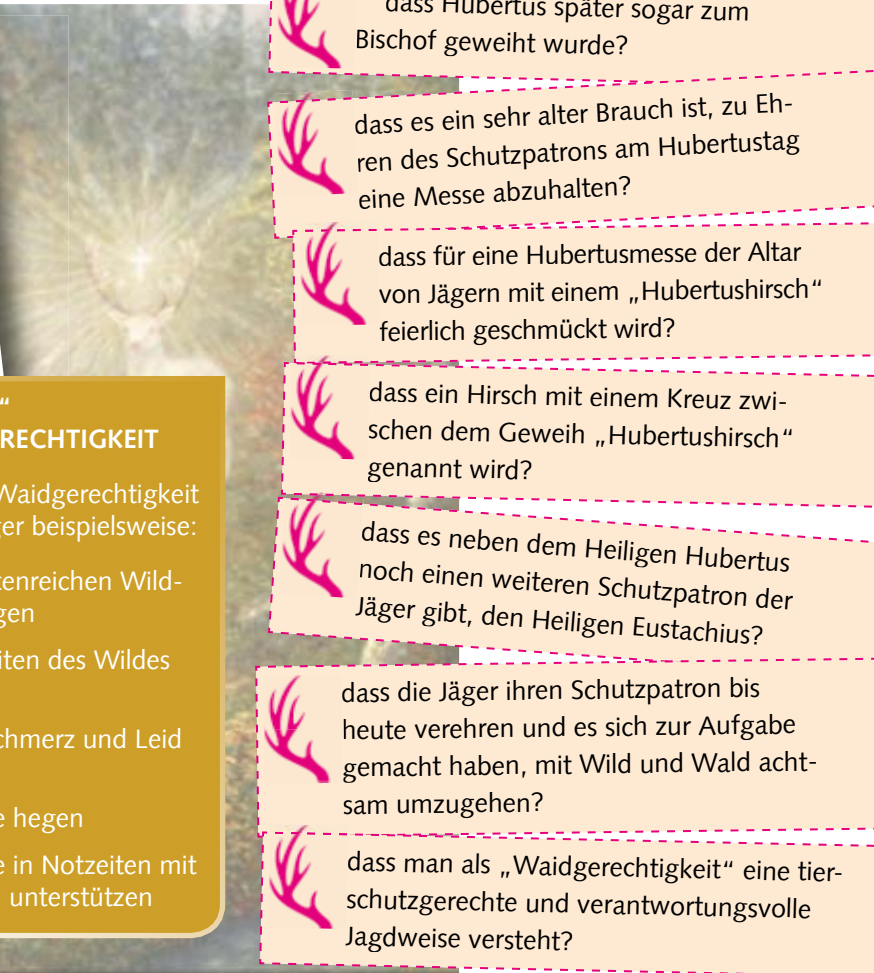 dass Hubertus später sogar zum
Bischof geweiht wurde?
dass es ein sehr alter Brauch ist, zu Eh-
ren des Schutzpatrons am Hubertustag
eine Messe abzuhalten?
dass für eine Hubertusmesse der Altar
von Jägern mit einem „Hubertushirsch“
feierlich geschmückt wird?
dass ein Hirsch mit einem Kreuz zwi-
schen dem Geweih „Hubertushirsch“
genannt wird?
dass es neben dem Heiligen Hubertus
noch einen weiteren Schutzpatron der
Jäger gibt, den Heiligen Eustachius?
dass die Jäger ihren Schutzpatron bis
heute verehren und es sich zur Aufgabe
gemacht haben, mit Wild und Wald acht-
sam umzugehen?
dass man als „Waidgerechtigkeit“ eine tier-
schutzgerechte und verantwortungsvolle
Jagdweise versteht?
“
RECHTIGKEIT
Waidgerechtigkeit
ger beispielsweise:
tenreichen Wild-
gen
iten des Wildes
chmerz und Leid
e hegen
e in Notzeiten mit
unterstützen